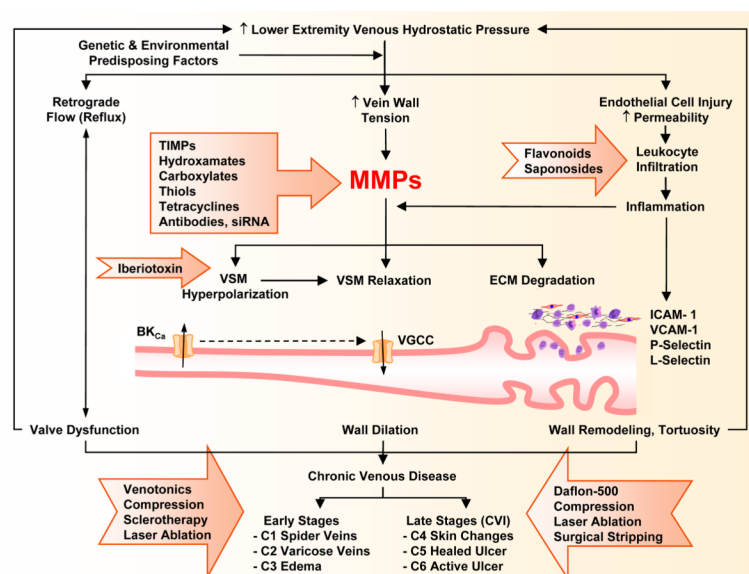 ↑ Lower Extremity Venous Hydrostatic Pressure
Genetic & Environmental
Predisposing Factors
Retrograde
Flow (Reflux)
↑ Vein Wall
Tension
Endothelial Cell Injury
↑ Permeability
TIMPs
Hydroxamates
Carboxylates
Thiols
Tetracyclines
Antibodies, siRNA
MMPs
Flavonoids
Saponosides
Leukocyte
Infiltration
Inflammation
Iberiotoxin
VSM
Hyperpolarization
VSM Relaxation
ECM Degradation
ICAM- 1
VCAM-1
P-Selectin
L-Selectin
BKCa
VGCC
Valve Dysfunction
Wall Dilation
Wall Remodeling, Tortuosity
Chronic Venous Disease
Venotonics
Compression
Sclerotherapy
Laser Ablation
Early Stages
- C1 Spider Veins
- C2 Varicose Veins
- C3 Edema
Late Stages (CVI)
- C4 Skin Changes
- C5 Healed Ulcer
- C6 Active Ulcer
Daflon-500
Compression
Laser Ablation
Surgical Stripping